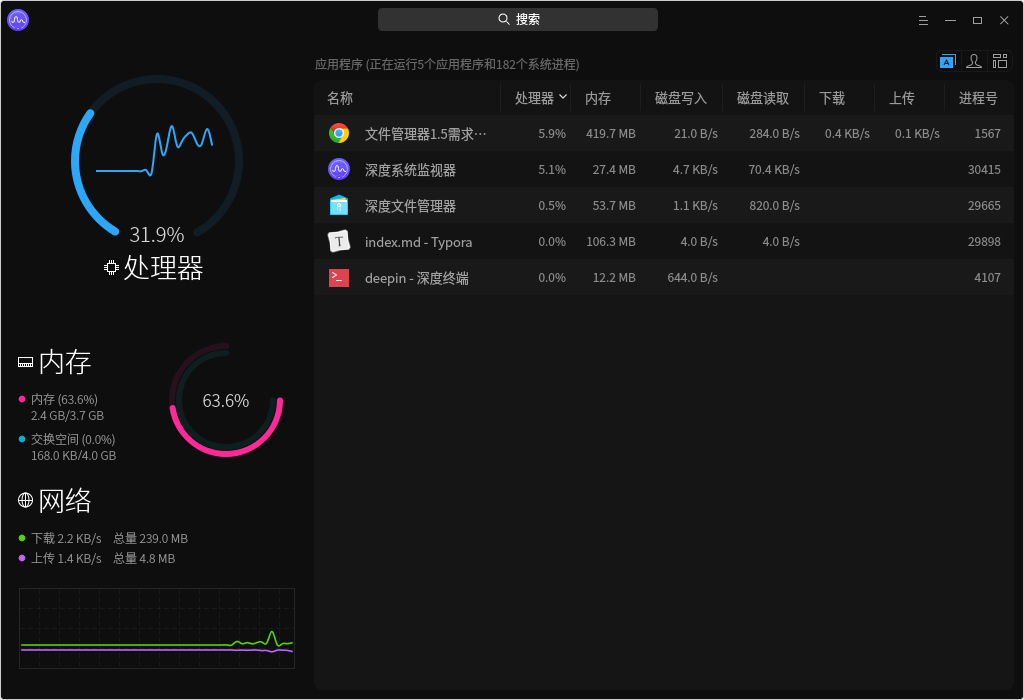 搜索
31.9%
处理器
内存
内存 (63.6%)
2.4 GB/3.7 GB
交换空间 (0.0%)
168.0 KB/4.0 GB
63.6%
网络
下载 2.2 KB/s 总量 239.0 MB
上传 1.4 KB/s 总量 4.8 MB
应用程序 (正在运行5个应用程序和182个系统进程)
A
名称 处理器 内存 磁盘写入 磁盘读取 下载 上传 进程号
文件管理器1.5需求… 5.9% 419.7 MB 21.0 B/s 284.0 B/s 0.4 KB/s 0.1 KB/s 1567
深度系统监视器 5.1% 27.4 MB 4.7 KB/s 70.4 KB/s 30415
深度文件管理器 0.5% 53.7 MB 1.1 KB/s 820.0 B/s 29665
T index.md - Typora 0.0% 106.3 MB 4.0 B/s 4.0 B/s 29898
>_ deepin - 深度终端 0.0% 12.2 MB 644.0 B/s 4107